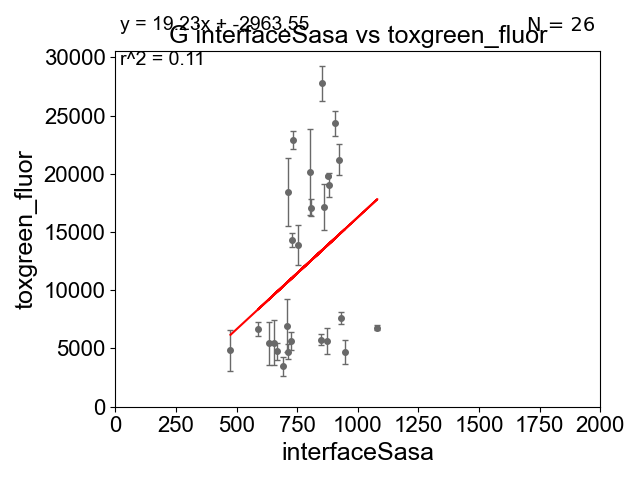 y = 19.23x + -2963.55
N = 26
G interfaceSasa vs toxgreen_fluor
r^2 = 0.11
30000
25000
20000
15000
10000
5000
0
toxgreen_fluor
0 250 500 750 1000 1250 1500 1750 2000
interfaceSasa